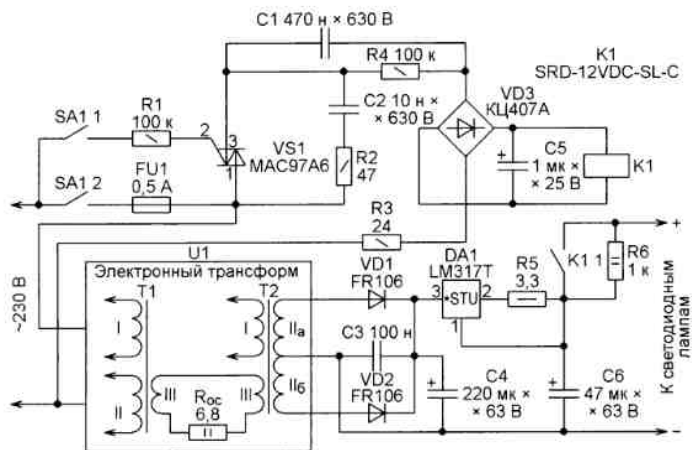 C1 470 н × 630 В
R4 100 к
K1
SRD-12VDC-SL-C
SA1 1
R1
100 к
2
3
1
VS1
MAC97A6
C2 10 н ×
× 630 В
VD3
КЦ407А
SA1 2
FU1
0,5 А
R2
47
C5
1 мк ×
× 25 В
K1
R3
24
U1
Электронный трансформ
~230 В
T1
T2
I
I
II
III
III
Rос
6,8
IIа
IIб
VD1
FR106
C3 100 н
VD2
FR106
DA1
LM317T
3
*STU
2
1
R5
3,3
K1 1
R6
1 к
+
C4
220 мк ×
× 63 В
C6
47 мк ×
× 63 В
К светодиодным
лампам
−